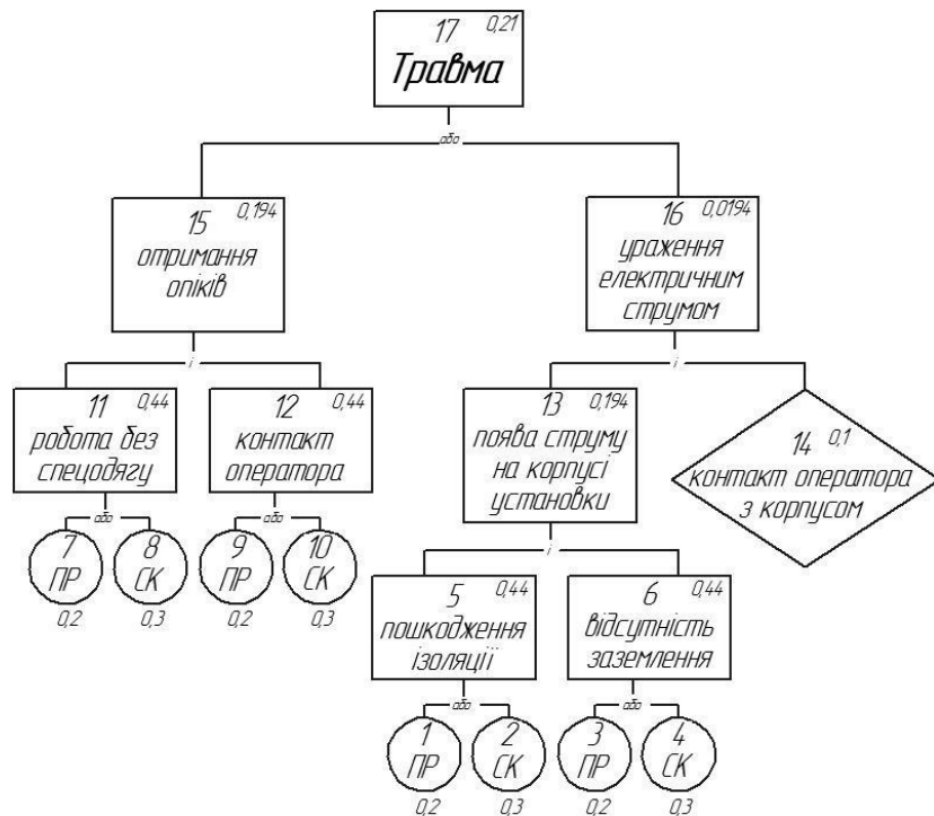 17 0,21
Травма
або
15 0,194
отримання
опіків
16 0,0194
ураження
електричним
струмом
і
і
11 0,44
робота без
спецодягу
12 0,44
контакт
оператора
13 0,194
поява струму
на корпусі
установки
14 0,1
контакт оператора
з корпусом
або
або
7
ПР
8
СК
9
ПР
10
СК
0,2
0,3
0,2
0,3
і
5 0,44
пошкодження
ізоляції
6 0,44
відсутність
заземлення
або
або
1
ПР
2
СК
3
ПР
4
СК
0,2
0,3
0,2
0,3